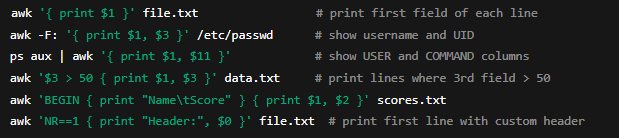 awk '{ print $1 }' file.txt # print first field of each line
awk -F: '{ print $1, $3 }' /etc/passwd # show username and UID
ps aux | awk '{ print $1, $11 }' # show USER and COMMAND columns
awk '$3 > 50 { print $1, $3 }' data.txt # print lines where 3rd field > 50
awk 'BEGIN { print "Name\tScore" } { print $1, $2 }' scores.txt
awk 'NR==1 { print "Header:", $0 }' file.txt # print first line with custom header